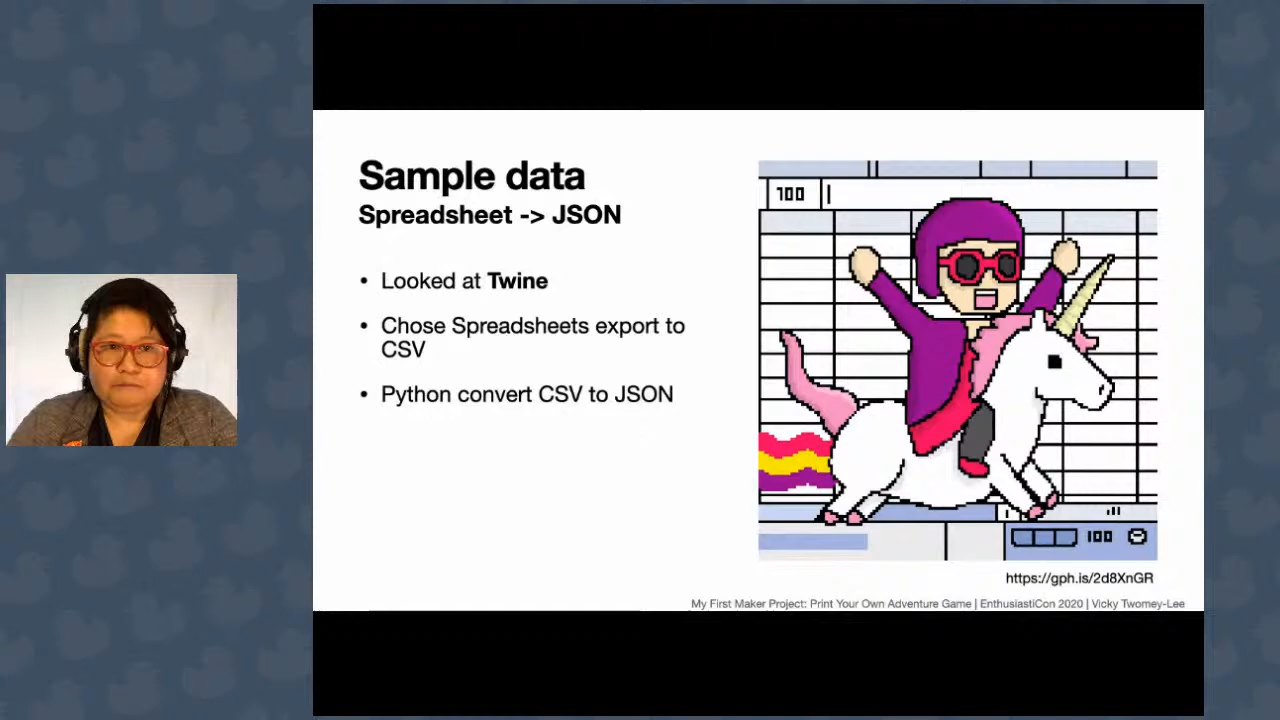 Sample data
Spreadsheet -> JSON
• Looked at Twine
• Chose Spreadsheets export to
CSV
• Python convert CSV to JSON
100
100
https://gph.is/2d8XnGR
My First Maker Project: Print Your Own Adventure Game | EnthusiastiCon 2020 | Vicky Twomey-Lee